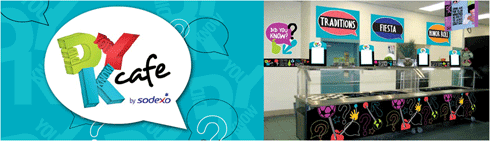 DYK
cafe
by sodexo
DID YOU
KNOW?
TRADITIONS
FIESTA
HONOR ROLL